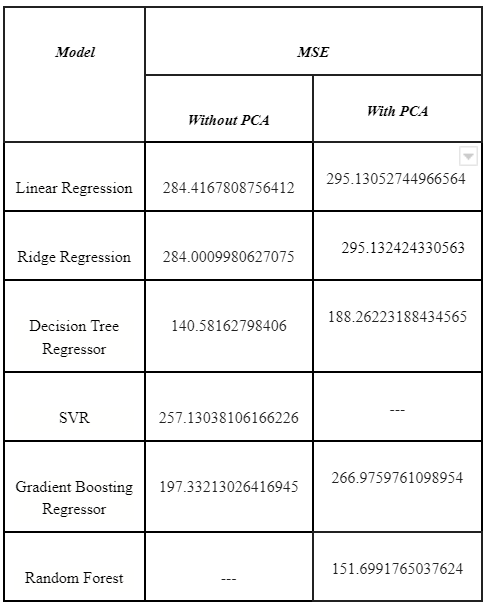 Model
MSE
Without PCA
With PCA
Linear Regression
284.4167808756412
295.13052744966564
Ridge Regression
284.0009980627075
295.132424330563
Decision Tree
Regressor
140.58162798406
188.26223188434565
SVR
257.13038106166226
---
Gradient Boosting
Regressor
197.33213026416945
266.9759761098954
Random Forest
---
151.6991765037624